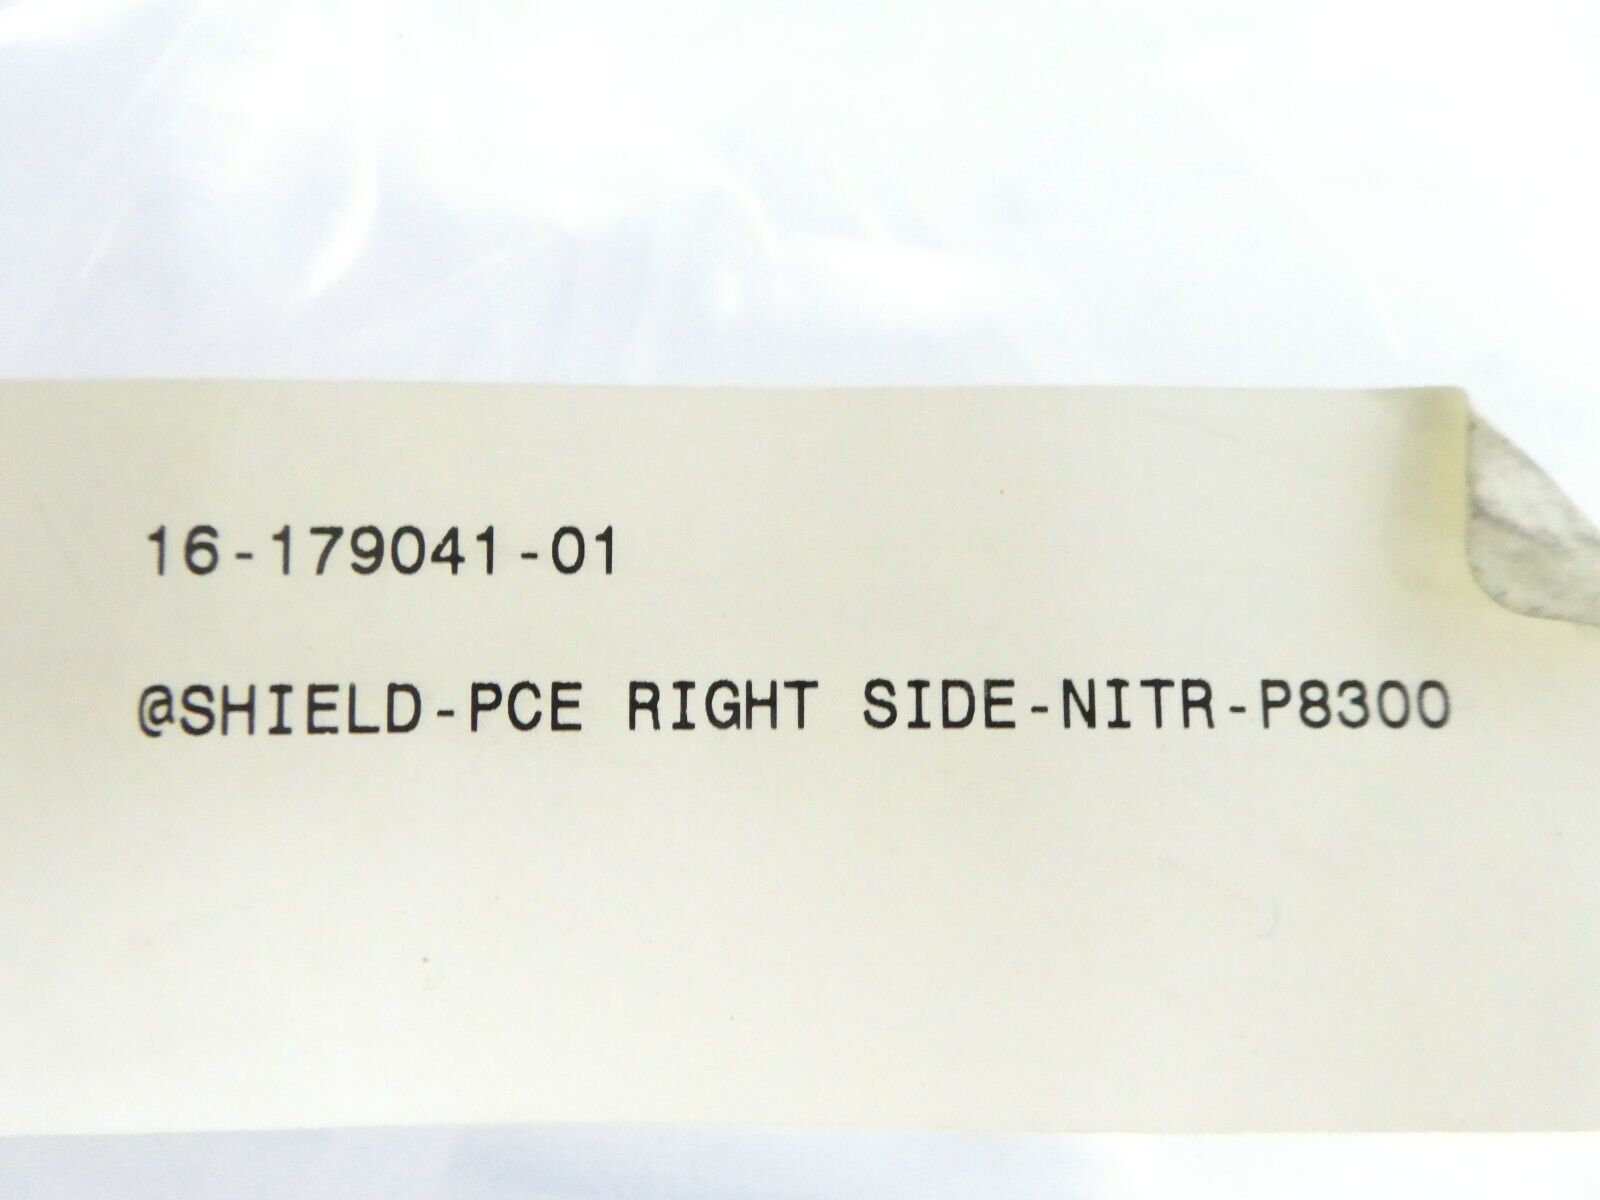 16-179041-01
@SHIELD-PCE RIGHT SIDE-NITR-P8300